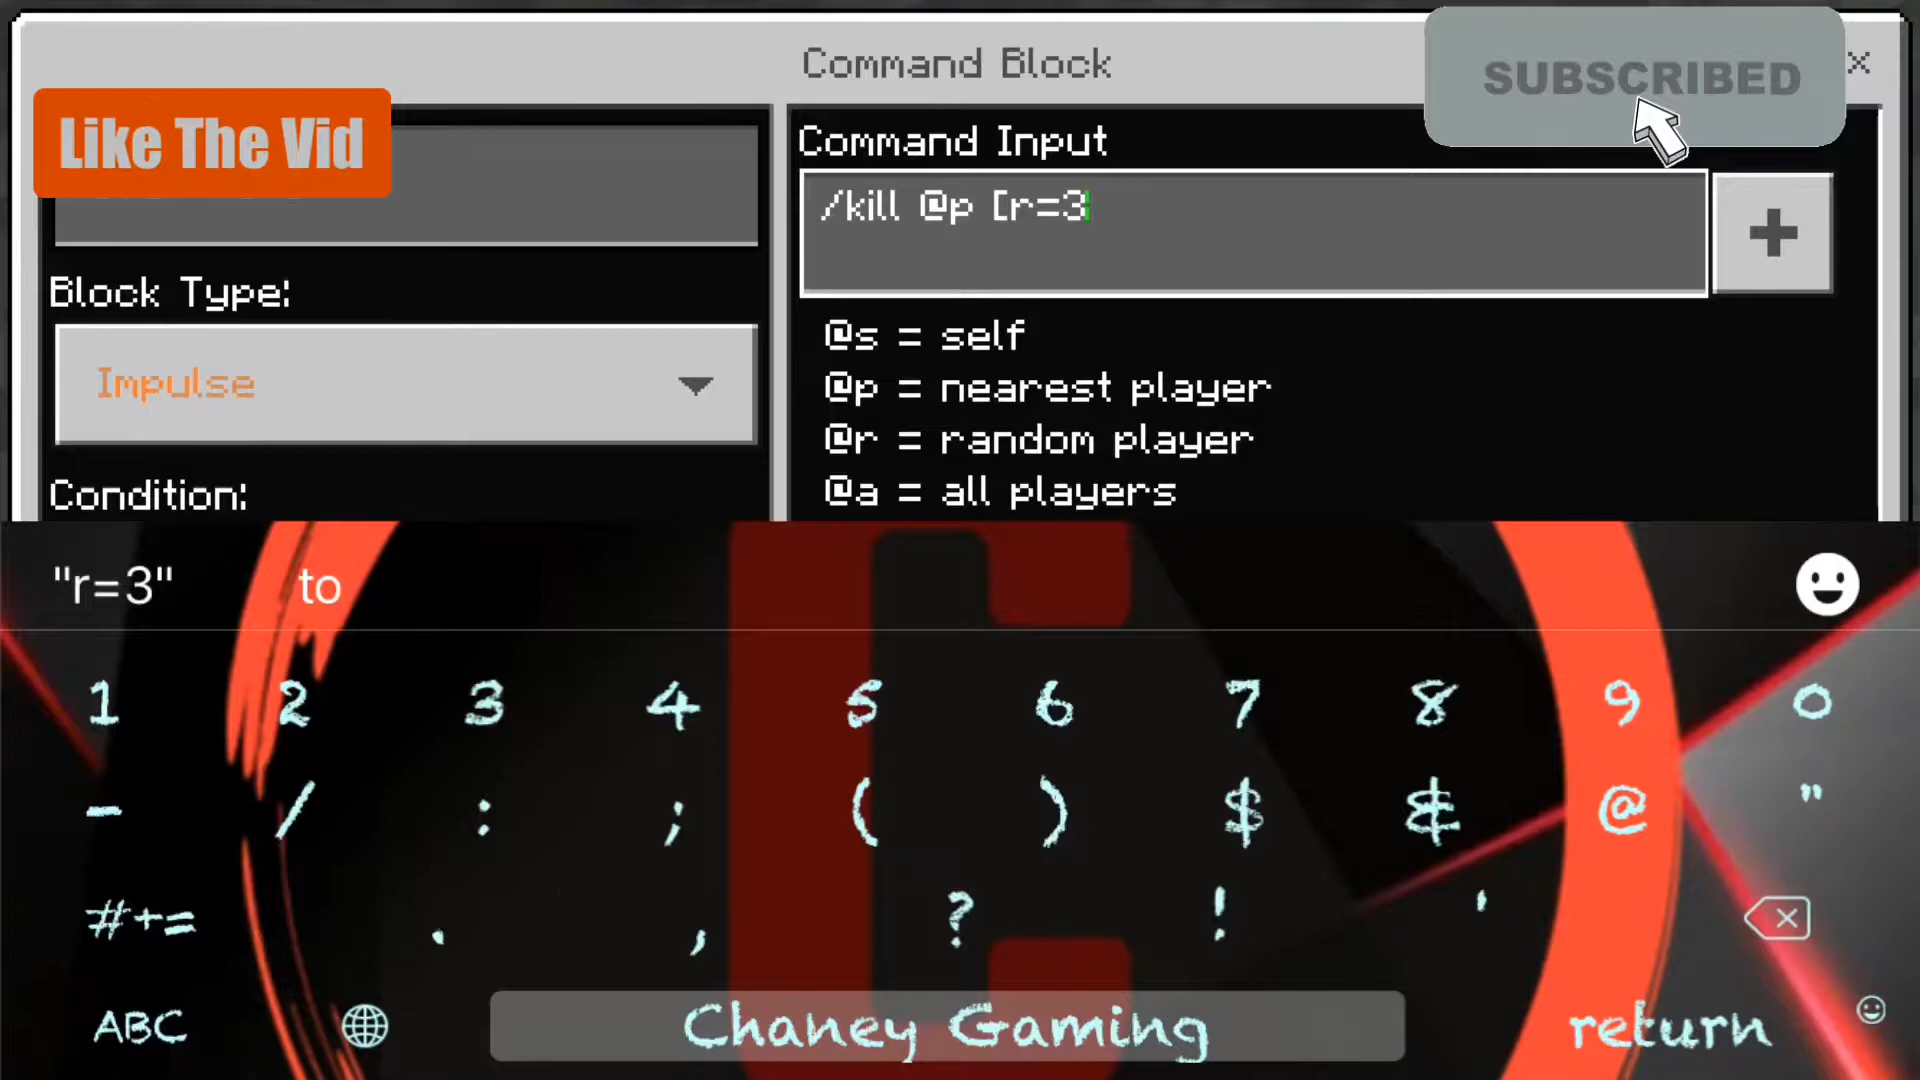 Command Block
SUBSCRIBED
Like The Vid
Command Input
/kill @p [r=3
Block Type:
Impulse
Condition:
@s = self
@p = nearest player
@r = random player
@a = all players
"r=3" to
1 2 3 4 5 6 7 8 9 0
- / : ; ( ) $ & @ "
#+= . , ? ! '
ABC Chaney Gaming return